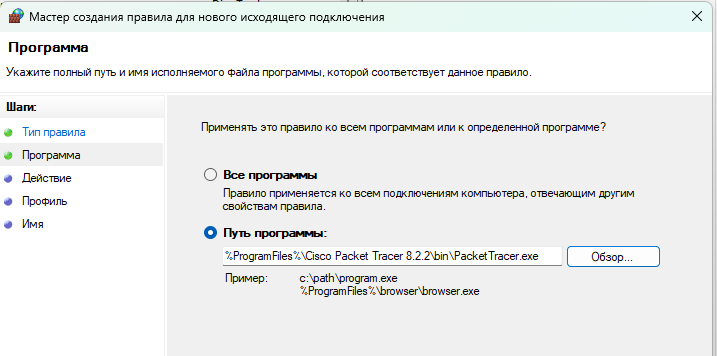 Мастер создания правила для нового исходящего подключения
Программа
Укажите полный путь и имя исполняемого файла программы, которой соответствует данное правило.
Шаги:
Тип правила
Программа
Действие
Профиль
Имя
Применять это правило ко всем программам или к определенной программе?
Все программы
Правило применяется ко всем подключениям компьютера, отвечающим другим
свойствам правила.
Путь программы:
%ProgramFiles%\Cisco Packet Tracer 8.2.2\bin\PacketTracer.exe
Обзор...
Пример:
c:\path\program.exe
%ProgramFiles%\browser\browser.exe